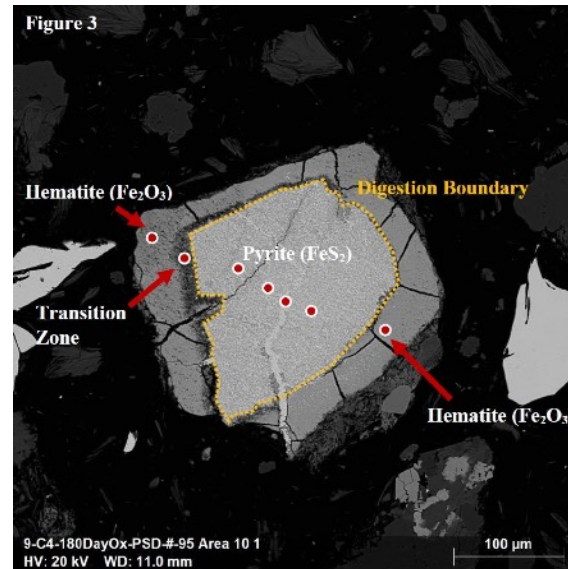 Figure 3
Hematite (Fe₂O₃)
Digestion Boundary
Pyrite (FeS₂)
Transition
Zone
Hematite (Fe₂O₃
9-C4-180DayOx-PSD-#-95 Area 10 1
HV: 20 kV WD: 11.0 mm
100 µm